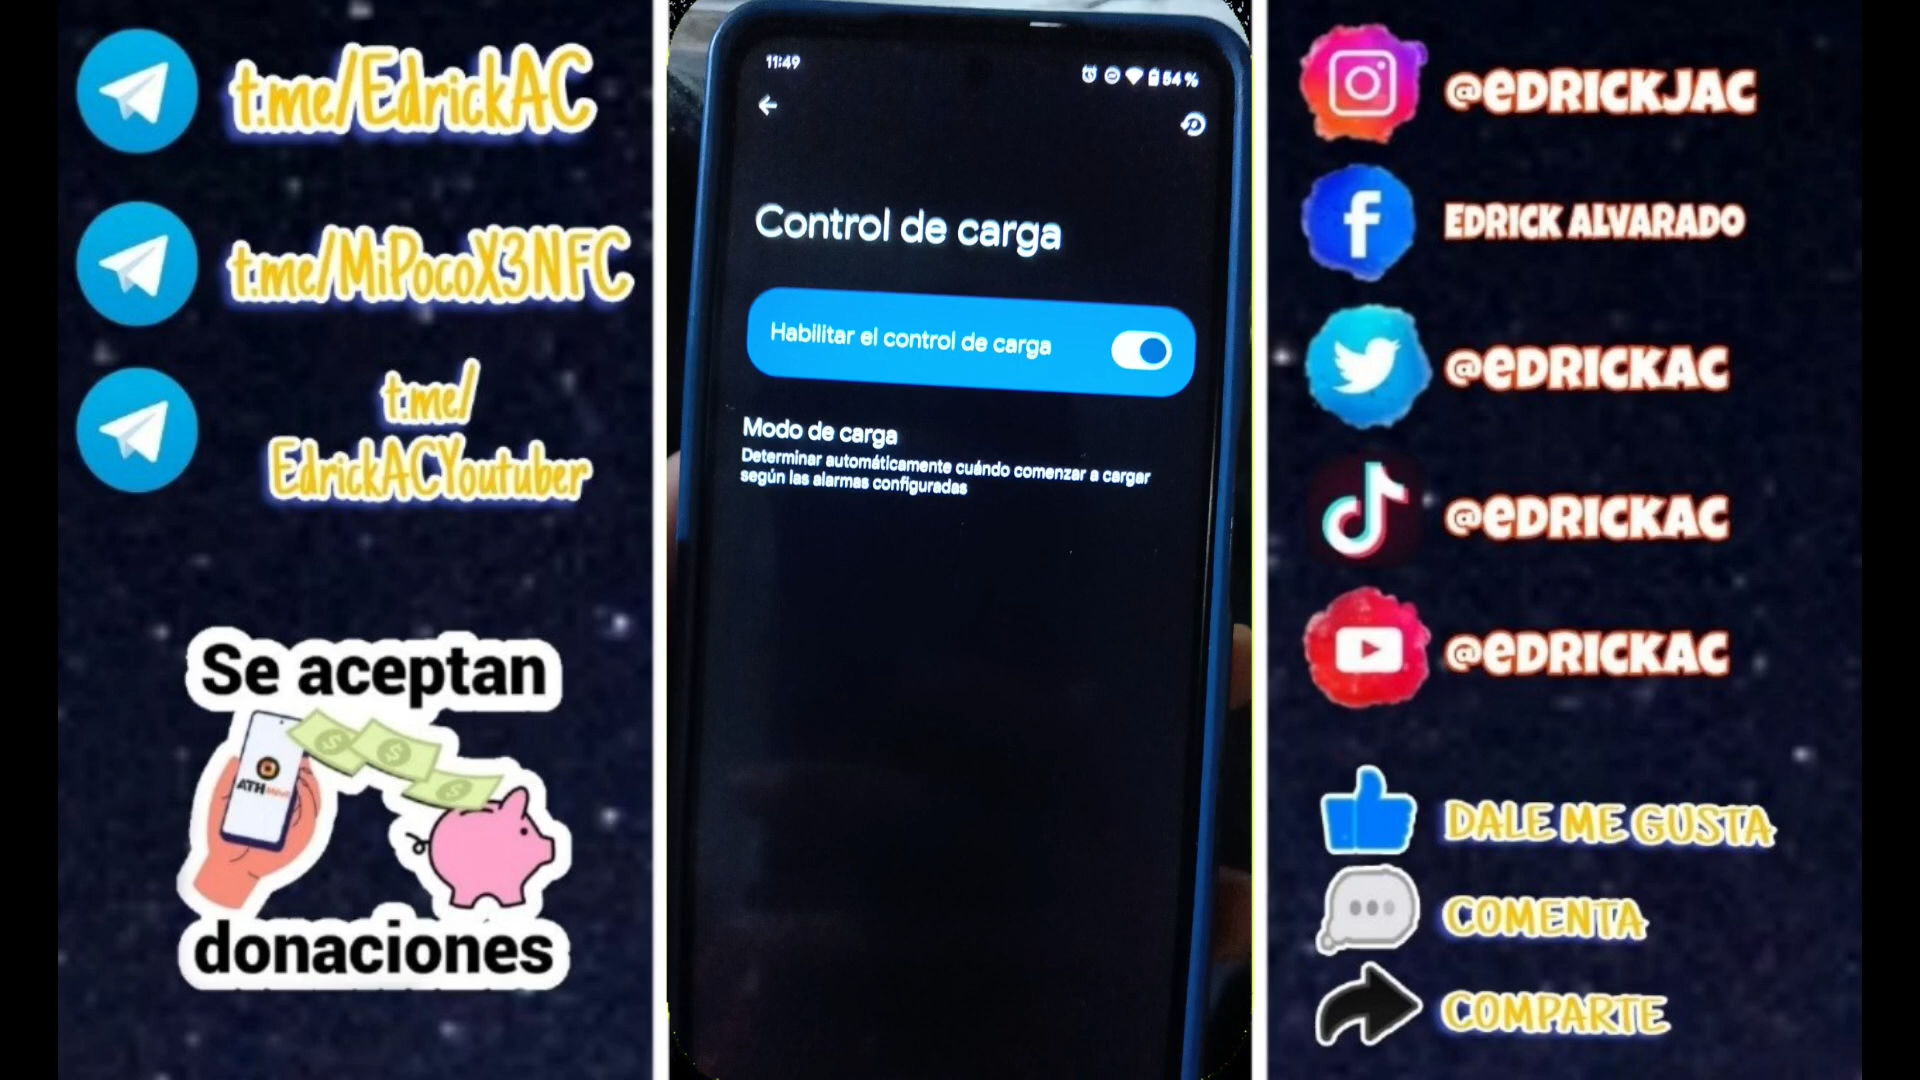 t.me/EdrickAC
t.me/MiPocoX3NFC
t.me/
EdrickACYoutuber
Se aceptan
ATH
donaciones
11:49
54 %
Control de carga
Habilitar el control de carga
Modo de carga
Determinar automáticamente cuándo comenzar a cargar
según las alarmas configuradas
@EDRICKJAC
EDRICK ALVARADO
@EDRICKAC
@EDRICKAC
@EDRICKAC
DALE ME GUSTA
COMENTA
COMPARTE